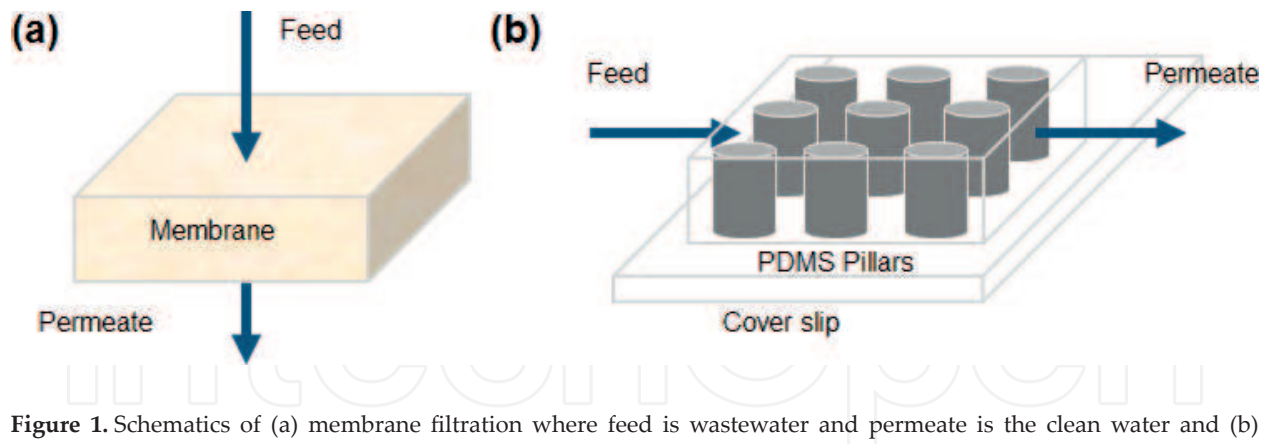 (a)
Feed
Membrane
Permeate
(b)
Feed
Permeate
PDMS Pillars
Cover slip
IntechOpen
Figure 1. Schematics of (a) membrane filtration where feed is wastewater and permeate is the clean water and (b)